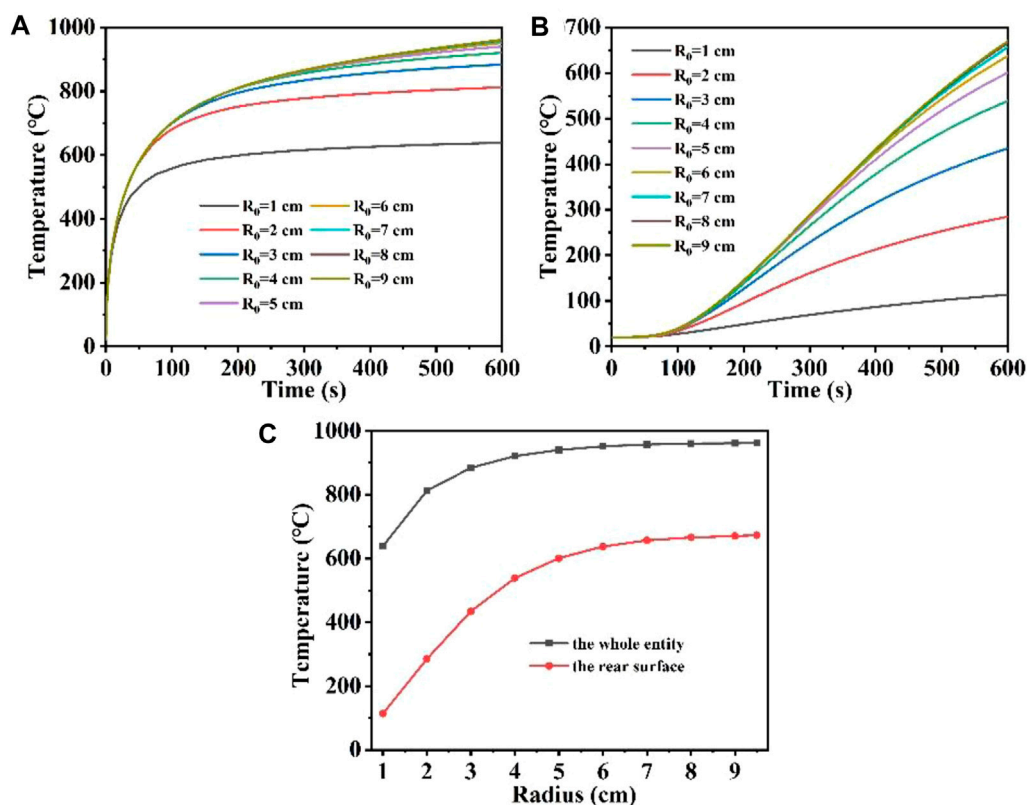 A
1000
800
600
400
200
0
Temperature (℃)
R₀=1 cm
R₀=2 cm
R₀=3 cm
R₀=4 cm
R₀=5 cm
R₀=6 cm
R₀=7 cm
R₀=8 cm
R₀=9 cm
0 100 200 300 400 500 600
Time (s)
B
700
600
500
400
300
200
100
0
Temperature (℃)
R₀=1 cm
R₀=2 cm
R₀=3 cm
R₀=4 cm
R₀=5 cm
R₀=6 cm
R₀=7 cm
R₀=8 cm
R₀=9 cm
0 100 200 300 400 500 600
Time (s)
C
1000
800
600
400
200
0
Temperature (℃)
the whole entity
the rear surface
1 2 3 4 5 6 7 8 9
Radius (cm)